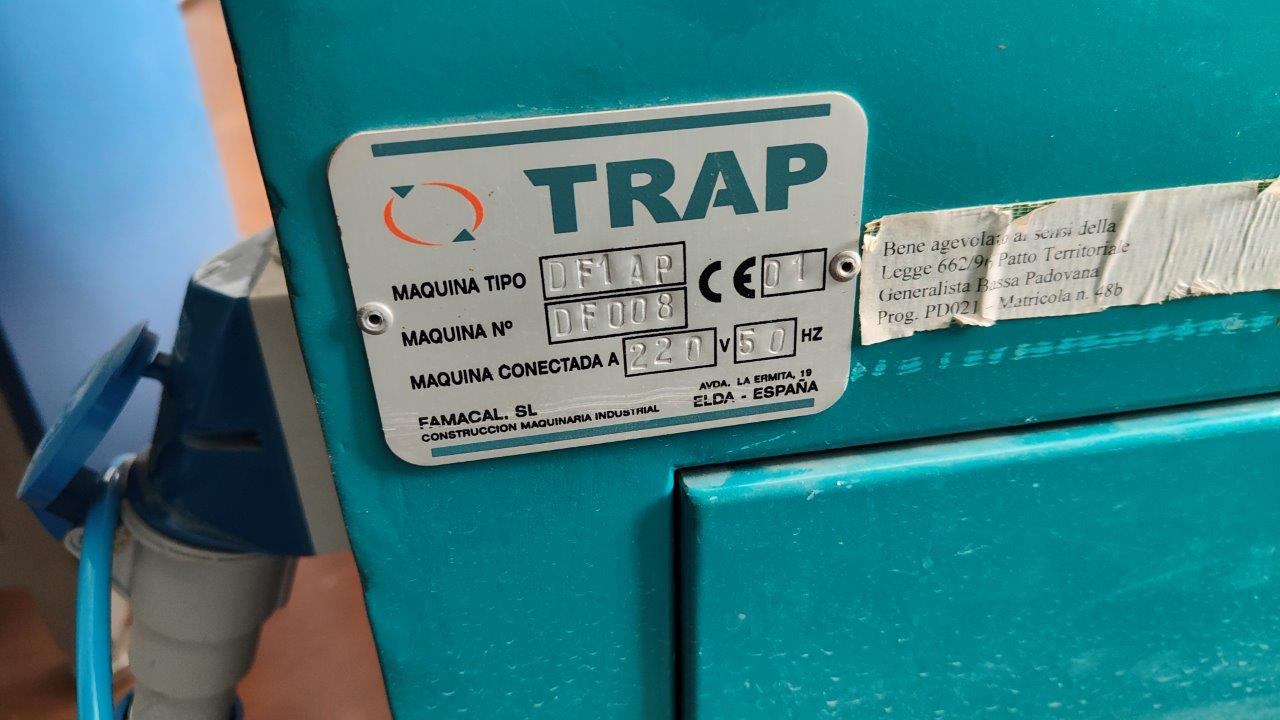 TRAP
MAQUINA TIPO DF1AP CE 01
MAQUINA Nº DF008
MAQUINA CONECTADA A 220 V 50 HZ
FAMACAL. SL
CONSTRUCCION MAQUINARIA INDUSTRIAL
AVDA. LA ERMITA, 19
ELDA - ESPAÑA
Bene agevolato ai sensi della
Legge 662/96 Patto Territoriale
Generalista Bassa Padovana
Prog. PD021 - Matricola n. 48b